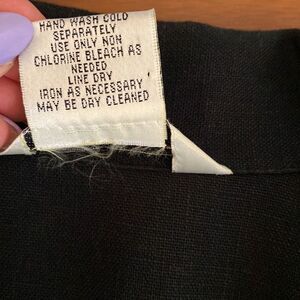 HAND WASH COLD
SEPARATELY
USE ONLY NON
CHLORINE BLEACH AS
NEEDED
LINE DRY
IRON AS NECESSARY
MAY BE DRY CLEANED